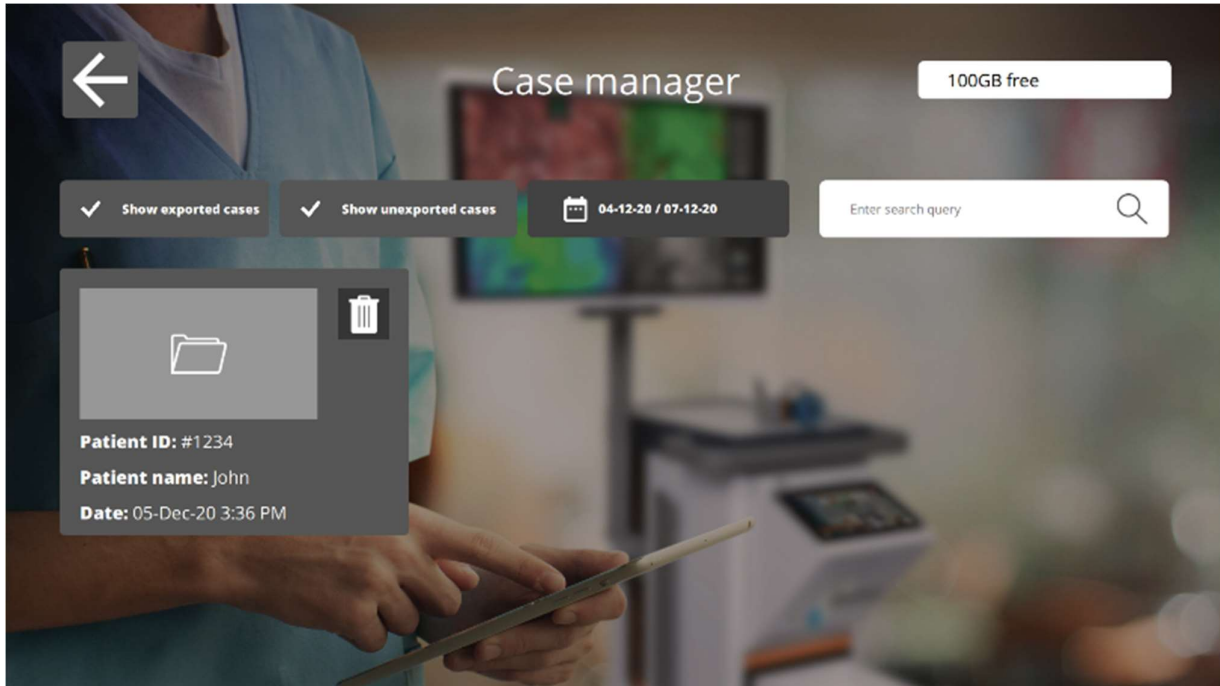 Case manager
100GB free
Show exported cases
Show unexported cases
04-12-20 / 07-12-20
Enter search query
Patient ID: #1234
Patient name: John
Date: 05-Dec-20 3:36 PM